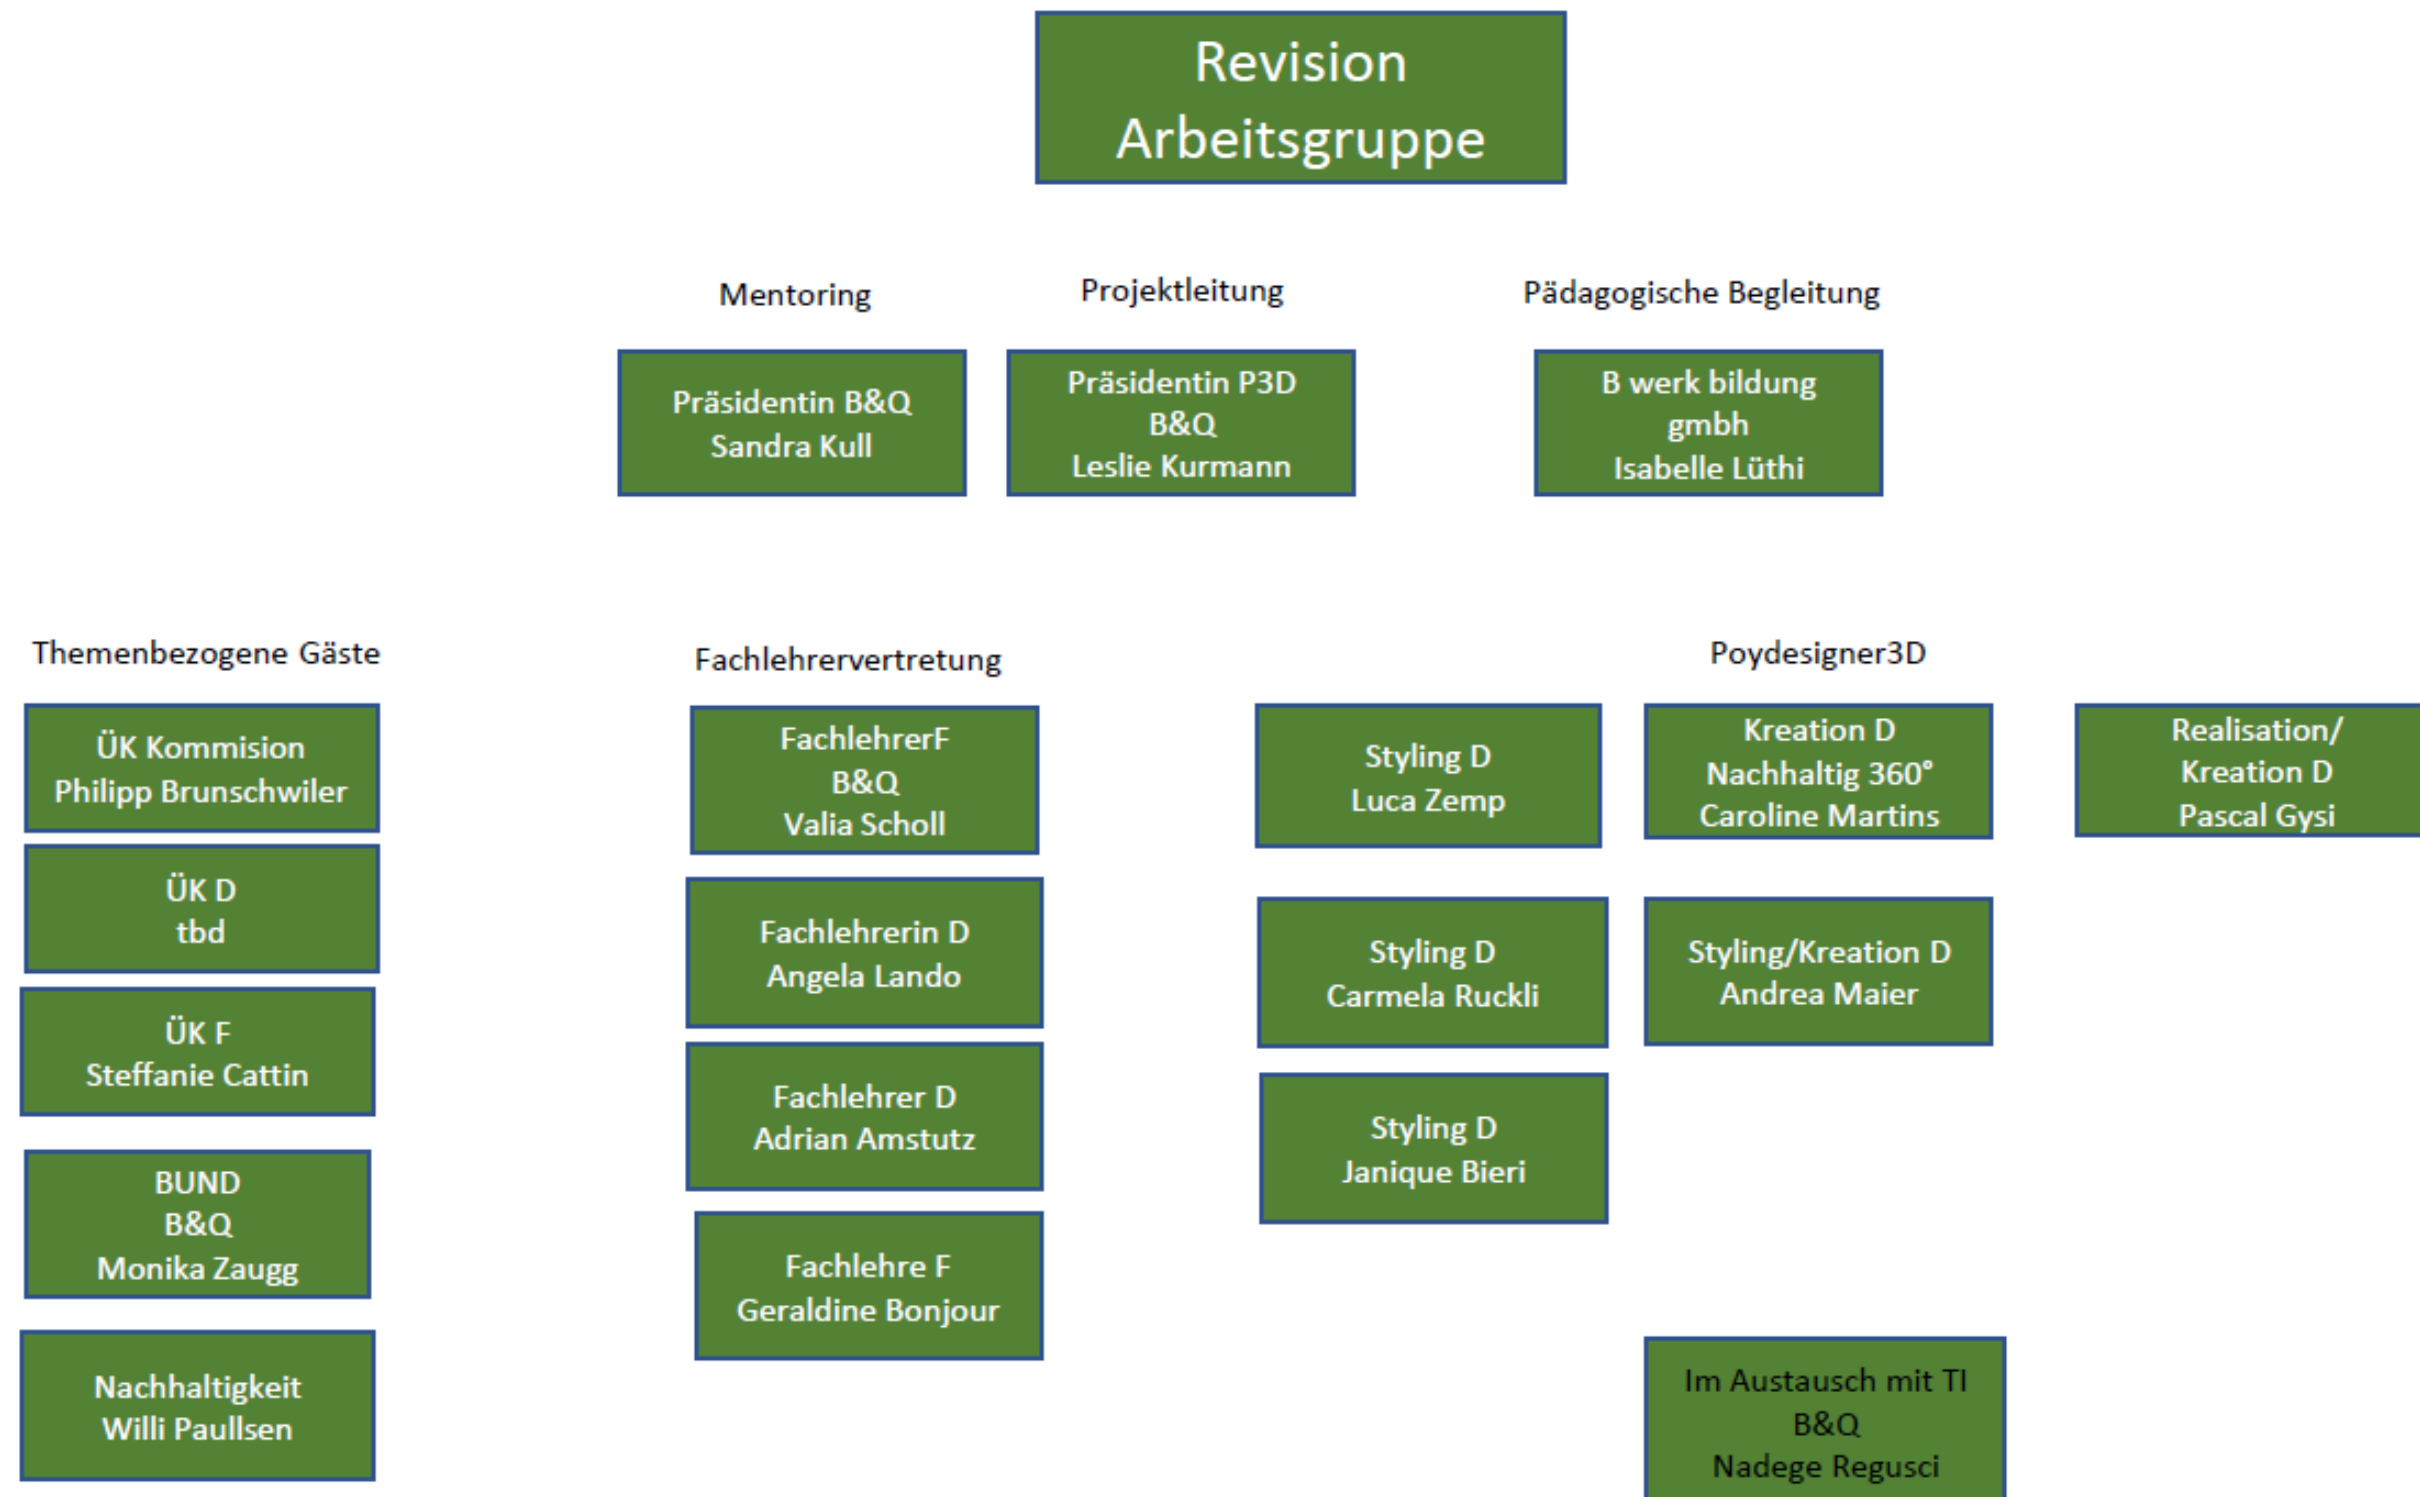 Revision
Arbeitsgruppe
Mentoring
Präsidentin B&Q
Sandra Kull
Projektleitung
Präsidentin P3D
B&Q
Leslie Kurmann
Pädagogische Begleitung
B werk bildung
gmbh
Isabelle Lüthi
Themenbezogene Gäste
ÜK Kommision
Philipp Brunschwiler
ÜK D
tbd
ÜK F
Steffanie Cattin
BUND
B&Q
Monika Zaugg
Nachhaltigkeit
Willi Paullsen
Fachlehrervertretung
FachlehrerF
B&Q
Valia Scholl
Fachlehrerin D
Angela Lando
Fachlehrer D
Adrian Amstutz
Fachlehre F
Geraldine Bonjour
Poydesigner3D
Styling D
Luca Zemp
Styling D
Carmela Ruckli
Styling D
Janique Bieri
Kreation D
Nachhaltig 360°
Caroline Martins
Styling/Kreation D
Andrea Maier
Realisation/
Kreation D
Pascal Gysi
Im Austausch mit TI
B&Q
Nadege Regusci